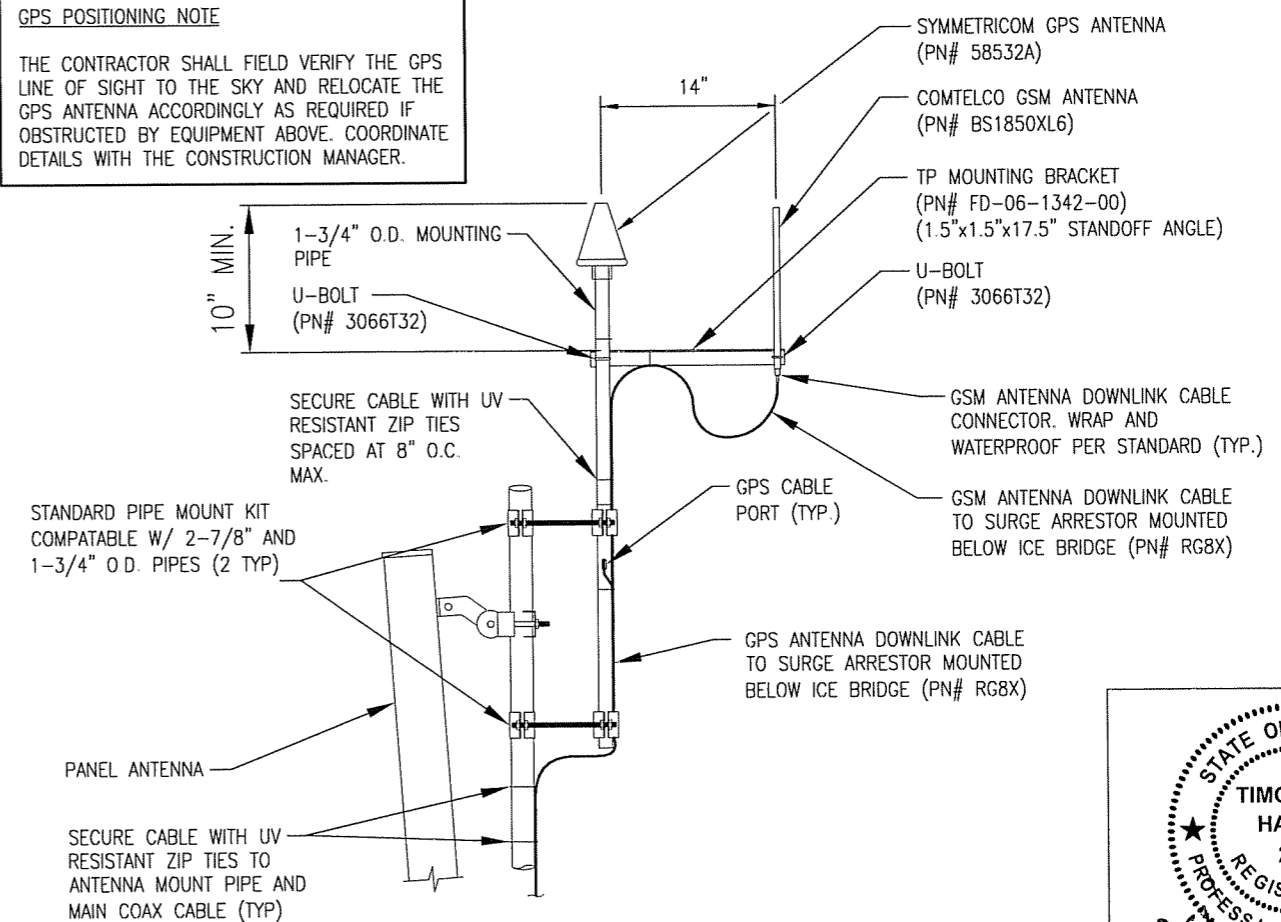 GPS POSITIONING NOTE
THE CONTRACTOR SHALL FIELD VERIFY THE GPS
LINE OF SIGHT TO THE SKY AND RELOCATE THE
GPS ANTENNA ACCORDINGLY AS REQUIRED IF
OBSTRUCTED BY EQUIPMENT ABOVE. COORDINATE
DETAILS WITH THE CONSTRUCTION MANAGER.
SYMMETRICOM GPS ANTENNA
(PN# 58532A)
14"
COMTELCO GSM ANTENNA
(PN# BS1850XL6)
TP MOUNTING BRACKET
(PN# FD-06-1342-00)
(1.5"x1.5"x17.5" STANDOFF ANGLE)
10" MIN.
1-3/4" O.D. MOUNTING
PIPE
U-BOLT
(PN# 3066T32)
U-BOLT
(PN# 3066T32)
SECURE CABLE WITH UV
RESISTANT ZIP TIES
SPACED AT 8" O.C.
MAX.
GSM ANTENNA DOWNLINK CABLE
CONNECTOR. WRAP AND
WATERPROOF PER STANDARD (TYP.)
GPS CABLE
PORT (TYP.)
GSM ANTENNA DOWNLINK CABLE
TO SURGE ARRESTOR MOUNTED
BELOW ICE BRIDGE (PN# RG8X)
STANDARD PIPE MOUNT KIT
COMPATABLE W/ 2-7/8" AND
1-3/4" O.D. PIPES (2 TYP)
GPS ANTENNA DOWNLINK CABLE
TO SURGE ARRESTOR MOUNTED
BELOW ICE BRIDGE (PN# RG8X)
PANEL ANTENNA
SECURE CABLE WITH UV
RESISTANT ZIP TIES TO
ANTENNA MOUNT PIPE AND
MAIN COAX CABLE (TYP)
STATE O
TIMO
HA
REGIS
PROFESS